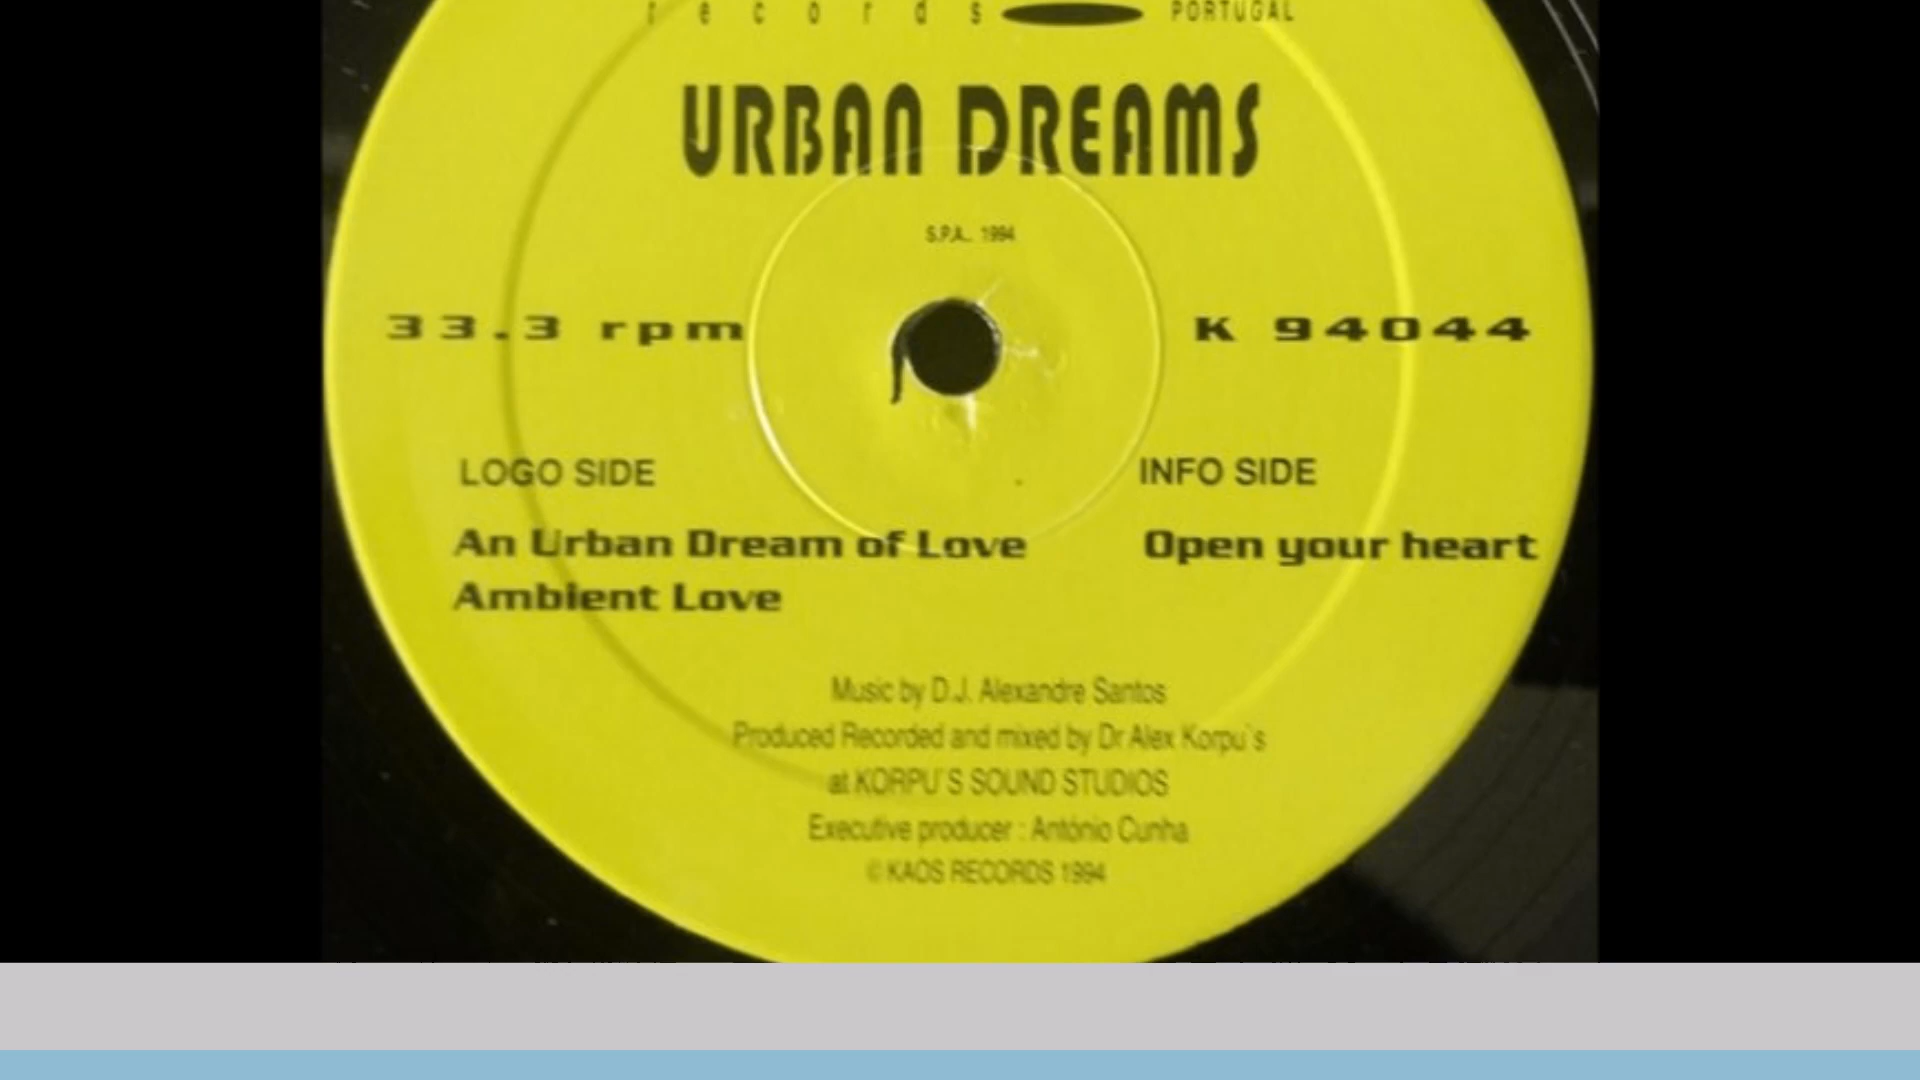 records PORTUGAL
URBAN DREAMS
S.P.A. 1994
33.3 rpm K 94044
LOGO SIDE INFO SIDE
An Urban Dream of Love Open your heart
Ambient Love
Music by D.J. Alexandre Santos
Produced Recorded and mixed by Dr Alex Korpu`s
at KORPU`S SOUND STUDIOS
Executive producer : António Cunha
© KAOS RECORDS 1994